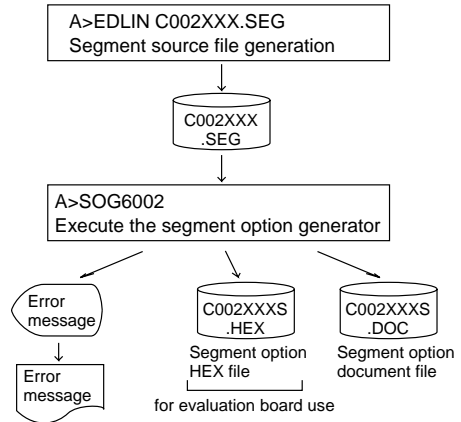 A>EDLIN C002XXX.SEG
Segment source file generation
C002XXX
.SEG
A>SOG6002
Execute the segment option generator
Error
message
Error
message
C002XXXS
.HEX
Segment option
HEX file
for evaluation board use
C002XXXS
.DOC
Segment option
document file